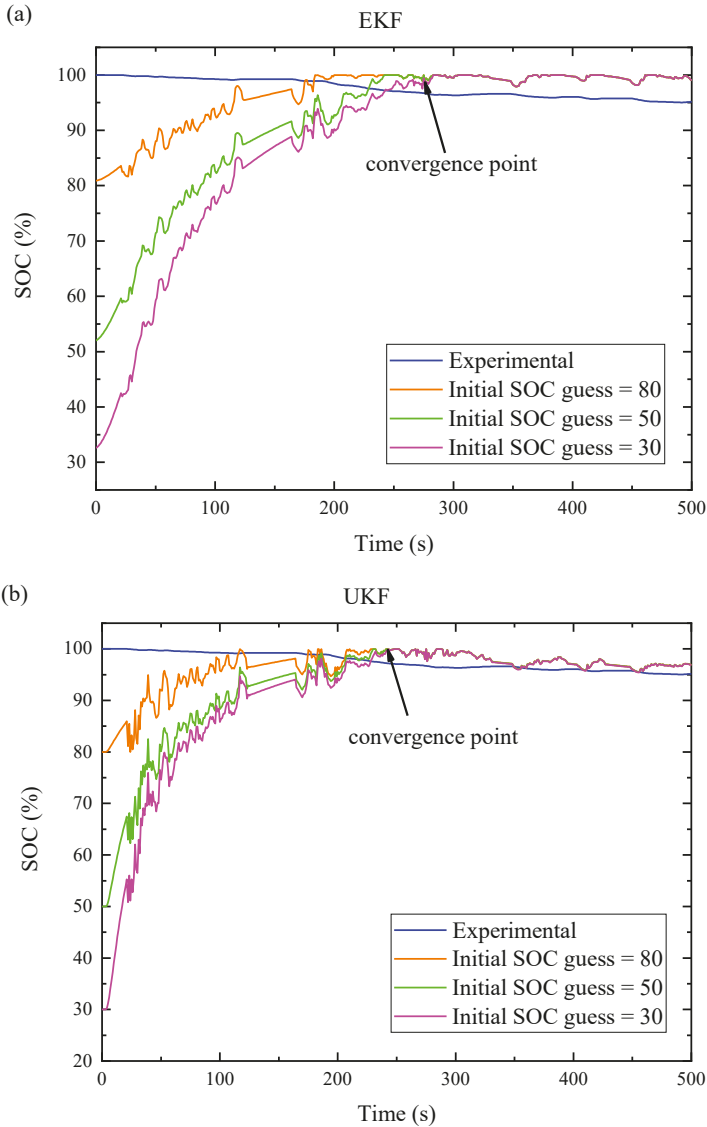 (a)
EKF
100
90
80
70
60
50
40
30
SOC (%)
convergence point
Experimental
Initial SOC guess = 80
Initial SOC guess = 50
Initial SOC guess = 30
0 100 200 300 400 500
Time (s)
(b)
UKF
100
90
80
70
60
50
40
30
20
SOC (%)
convergence point
Experimental
Initial SOC guess = 80
Initial SOC guess = 50
Initial SOC guess = 30
0 100 200 300 400 500
Time (s)